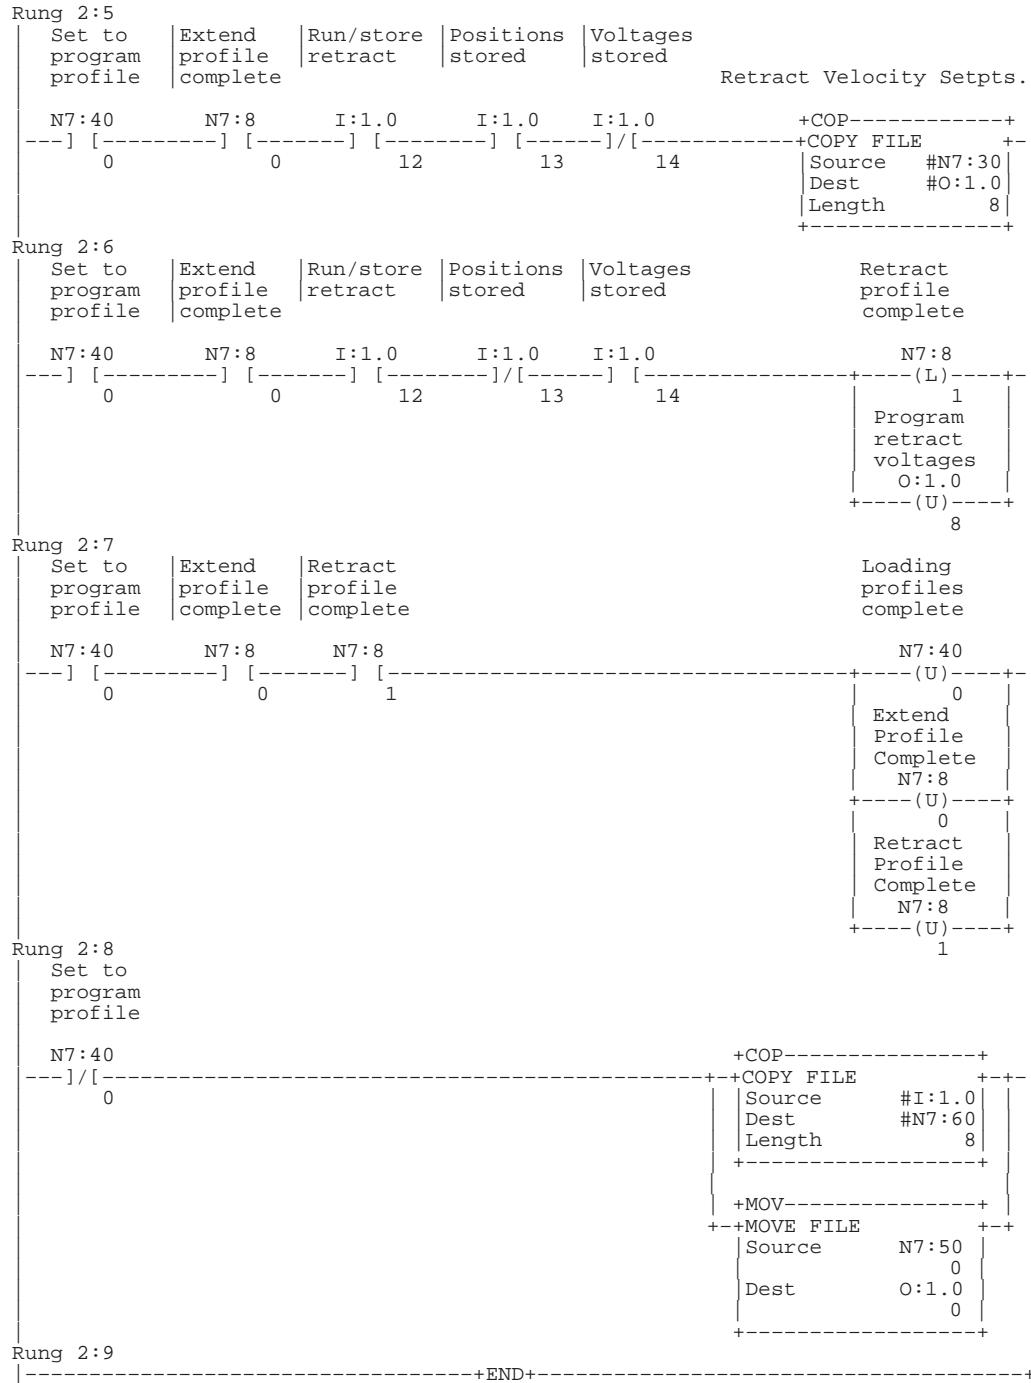 Rung 2:5
| Set to |Extend |Run/store |Positions |Voltages
| program |profile |retract |stored |stored
| profile |complete Retract Velocity Setpts.
|
| N7:40 N7:8 I:1.0 I:1.0 I:1.0 +COP------------+
|---] [---------] [-------] [--------] [------]/[------------+COPY FILE +-
| 0 0 12 13 14 |Source #N7:30|
| |Dest #O:1.0|
| |Length 8|
| +---------------+
Rung 2:6
| Set to |Extend |Run/store |Positions |Voltages Retract
| program |profile |retract |stored |stored profile
| profile |complete complete
|
| N7:40 N7:8 I:1.0 I:1.0 I:1.0 N7:8
|---] [---------] [-------] [--------]/[------] [----------------+----(L)----+-
| 0 0 12 13 14 | 1 |
| | Program |
| | retract |
| | voltages |
| | O:1.0 |
| +----(U)----+
| 8
Rung 2:7
| Set to |Extend |Retract Loading
| program |profile |profile profiles
| profile |complete |complete complete
|
| N7:40 N7:8 N7:8 N7:40
|---] [---------] [-------] [------------------------------------+----(U)----+-
| 0 0 1 | 0 |
| | Extend |
| | Profile |
| | Complete |
| | N7:8 |
| +----(U)----+
| | 0 |
| | Retract |
| | Profile |
| | Complete |
| | N7:8 |
| +----(U)----+
Rung 2:8 1
| Set to
| program
| profile
|
| N7:40 +COP---------------+
|---]/[-----------------------------------------------+-+COPY FILE +-+-
| 0 | |Source #I:1.0| |
| | |Dest #N7:60| |
| | |Length 8| |
| | +------------------+ |
| | |
| | +MOV---------------+ |
| +-+MOVE FILE +-+
| |Source N7:50 |
| | 0 |
| |Dest O:1.0 |
| | 0 |
| +------------------+
Rung 2:9
|-----------------------------------+END+--------------------------------------+